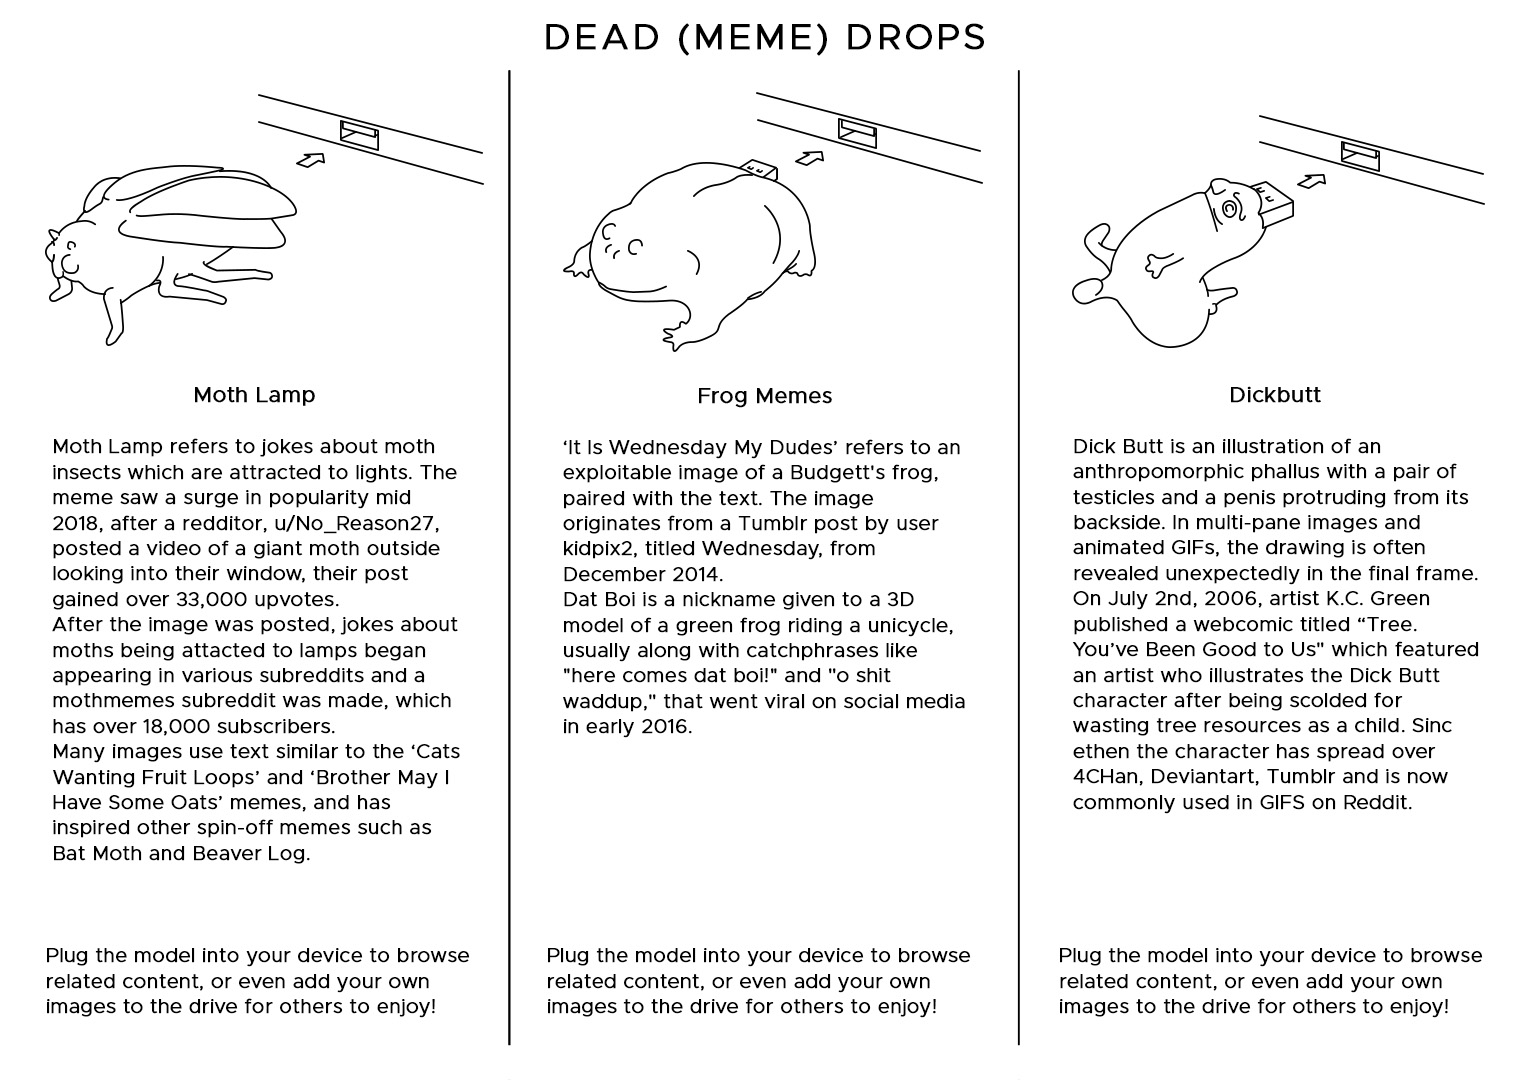 DEAD (MEME) DROPS
Moth Lamp
Moth Lamp refers to jokes about moth
insects which are attracted to lights. The
meme saw a surge in popularity mid
2018, after a redditor, u/No_Reason27,
posted a video of a giant moth outside
looking into their window, their post
gained over 33,000 upvotes.
After the image was posted, jokes about
moths being attacted to lamps began
appearing in various subreddits and a
mothmemes subreddit was made, which
has over 18,000 subscribers.
Many images use text similar to the ‘Cats
Wanting Fruit Loops’ and ‘Brother May I
Have Some Oats’ memes, and has
inspired other spin-off memes such as
Bat Moth and Beaver Log.
Plug the model into your device to browse
related content, or even add your own
images to the drive for others to enjoy!
Frog Memes
‘It Is Wednesday My Dudes’ refers to an
exploitable image of a Budgett's frog,
paired with the text. The image
originates from a Tumblr post by user
kidpix2, titled Wednesday, from
December 2014.
Dat Boi is a nickname given to a 3D
model of a green frog riding a unicycle,
usually along with catchphrases like
"here comes dat boi!" and "o shit
waddup," that went viral on social media
in early 2016.
Plug the model into your device to browse
related content, or even add your own
images to the drive for others to enjoy!
Dickbutt
Dick Butt is an illustration of an
anthropomorphic phallus with a pair of
testicles and a penis protruding from its
backside. In multi-pane images and
animated GIFs, the drawing is often
revealed unexpectedly in the final frame.
On July 2nd, 2006, artist K.C. Green
published a webcomic titled “Tree.
You’ve Been Good to Us" which featured
an artist who illustrates the Dick Butt
character after being scolded for
wasting tree resources as a child. Sinc
ethen the character has spread over
4CHan, Deviantart, Tumblr and is now
commonly used in GIFS on Reddit.
Plug the model into your device to browse
related content, or even add your own
images to the drive for others to enjoy!